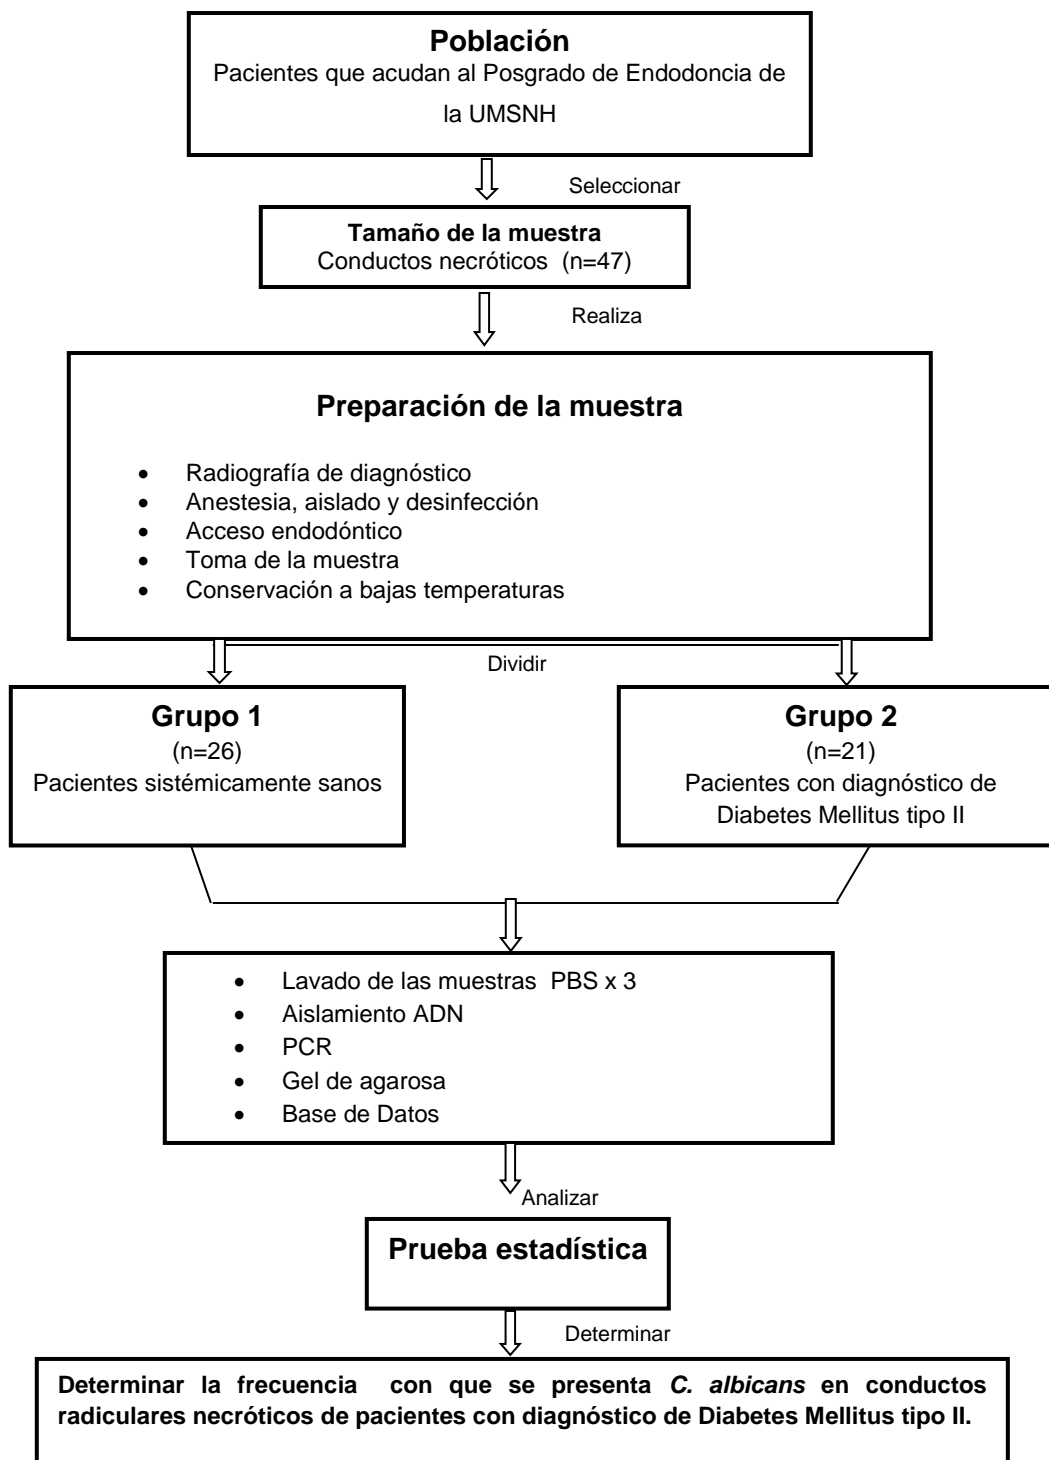 Población
Pacientes que acudan al Posgrado de Endodoncia de
la UMSNH
Seleccionar
Tamaño de la muestra
Conductos necróticos  (n=47)
Realiza
Preparación de la muestra
• Radiografía de diagnóstico
• Anestesia, aislado y desinfección
• Acceso endodóntico
• Toma de la muestra
• Conservación a bajas temperaturas
Dividir
Grupo 1
(n=26)
Pacientes sistémicamente sanos
Grupo 2
(n=21)
Pacientes con diagnóstico de
Diabetes Mellitus tipo II
• Lavado de las muestras  PBS x 3
• Aislamiento ADN
• PCR
• Gel de agarosa
• Base de Datos
Analizar
Prueba estadística
Determinar
Determinar la frecuencia  con que se presenta C. albicans en conductos
radiculares necróticos de pacientes con diagnóstico de Diabetes Mellitus tipo II.